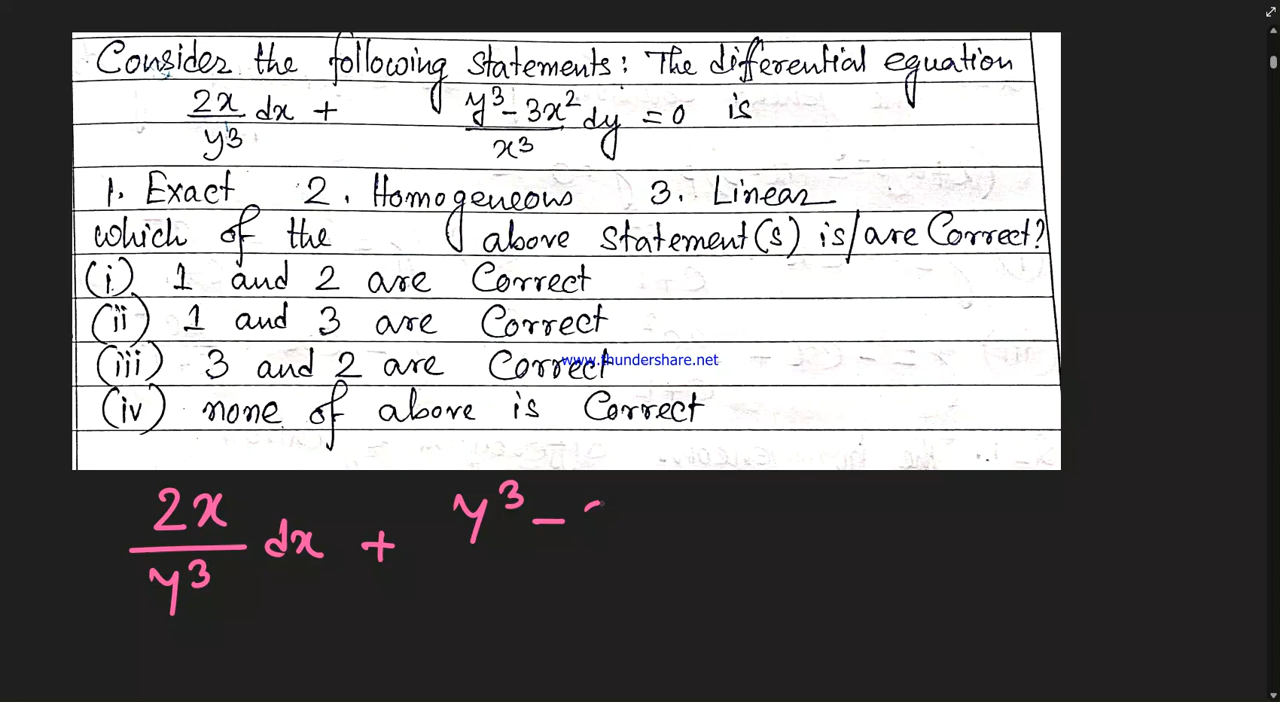 Consider the following statements: The differential equation
2x/y³ dx + y³-3x²/x³ dy = 0 is
1. Exact 2. Homogeneous 3. Linear
which of the above statement(s) is/are Correct?
(i) 1 and 2 are Correct
(ii) 1 and 3 are Correct
(iii) 3 and 2 are Correct
www.thundershare.net
(iv) none of above is Correct
2x/y³ dx + y³ -